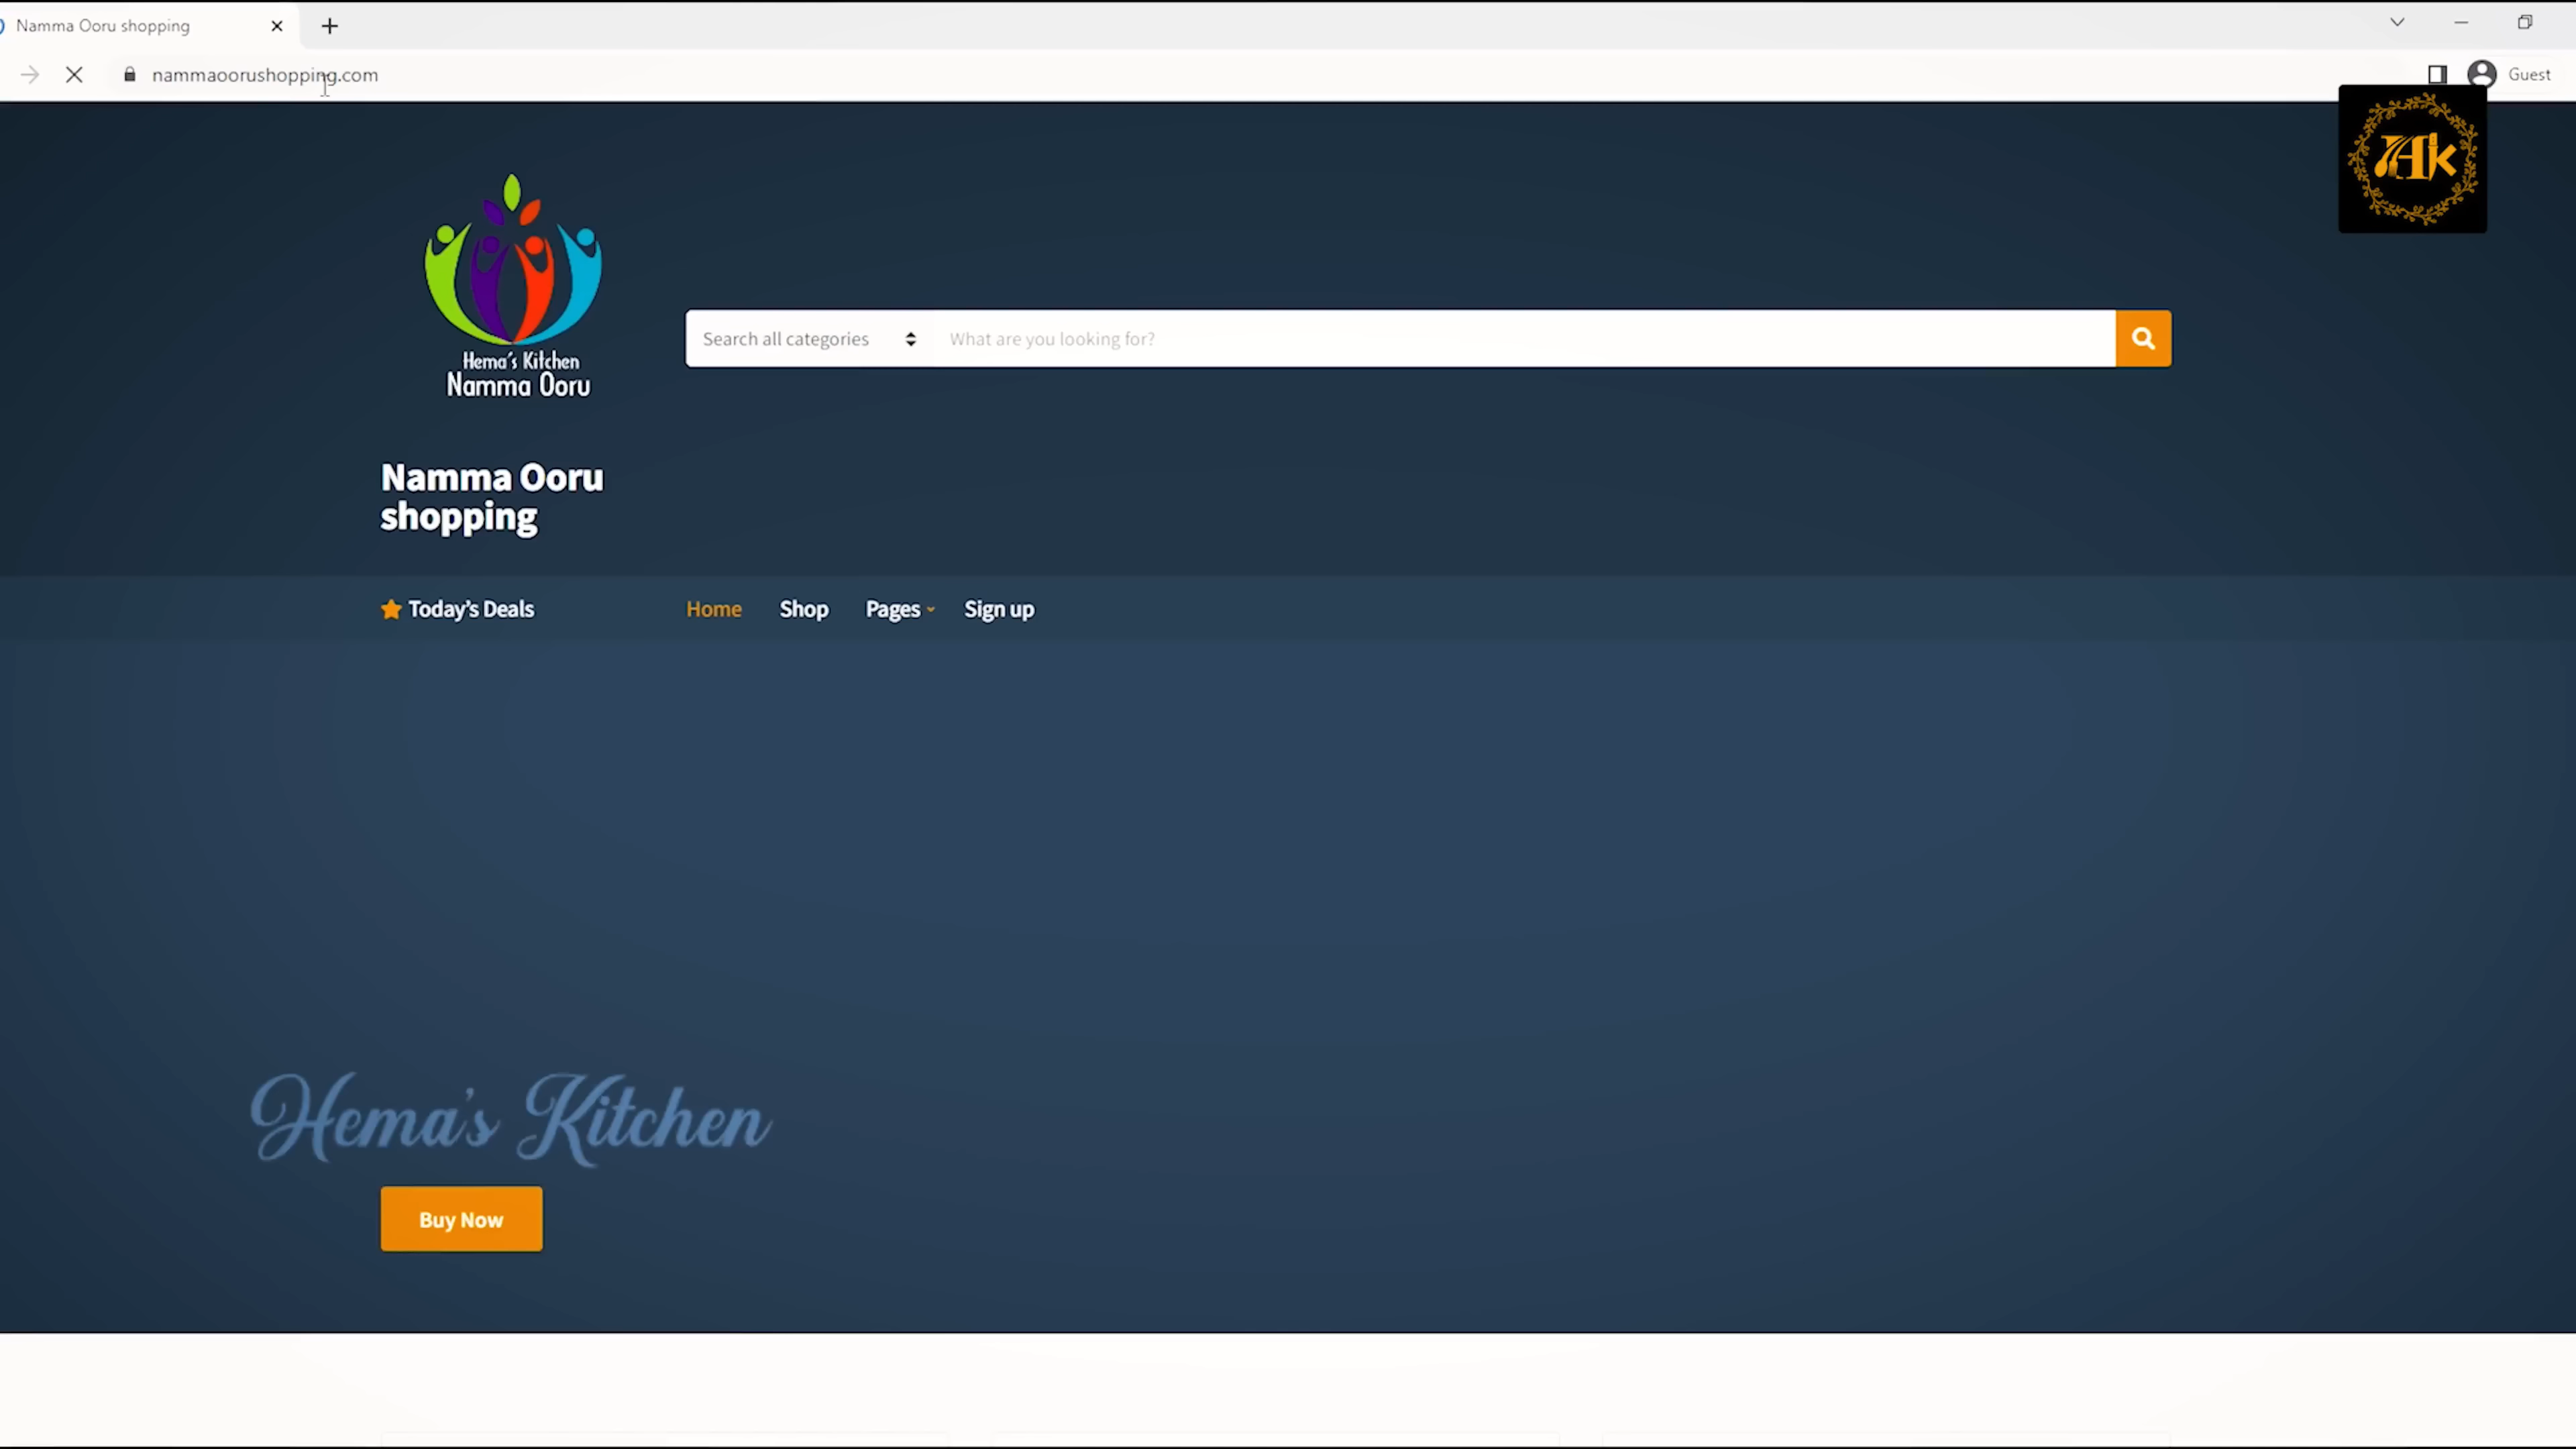 Namma Ooru shopping
nammaoorushopping.com
Guest
Hk
Search all categories
What are you looking for?
Hema's Kitchen
Namma Ooru
Namma Ooru
shopping
Today's Deals
Home
Shop
Pages
Sign up
Hema's Kitchen
Buy Now